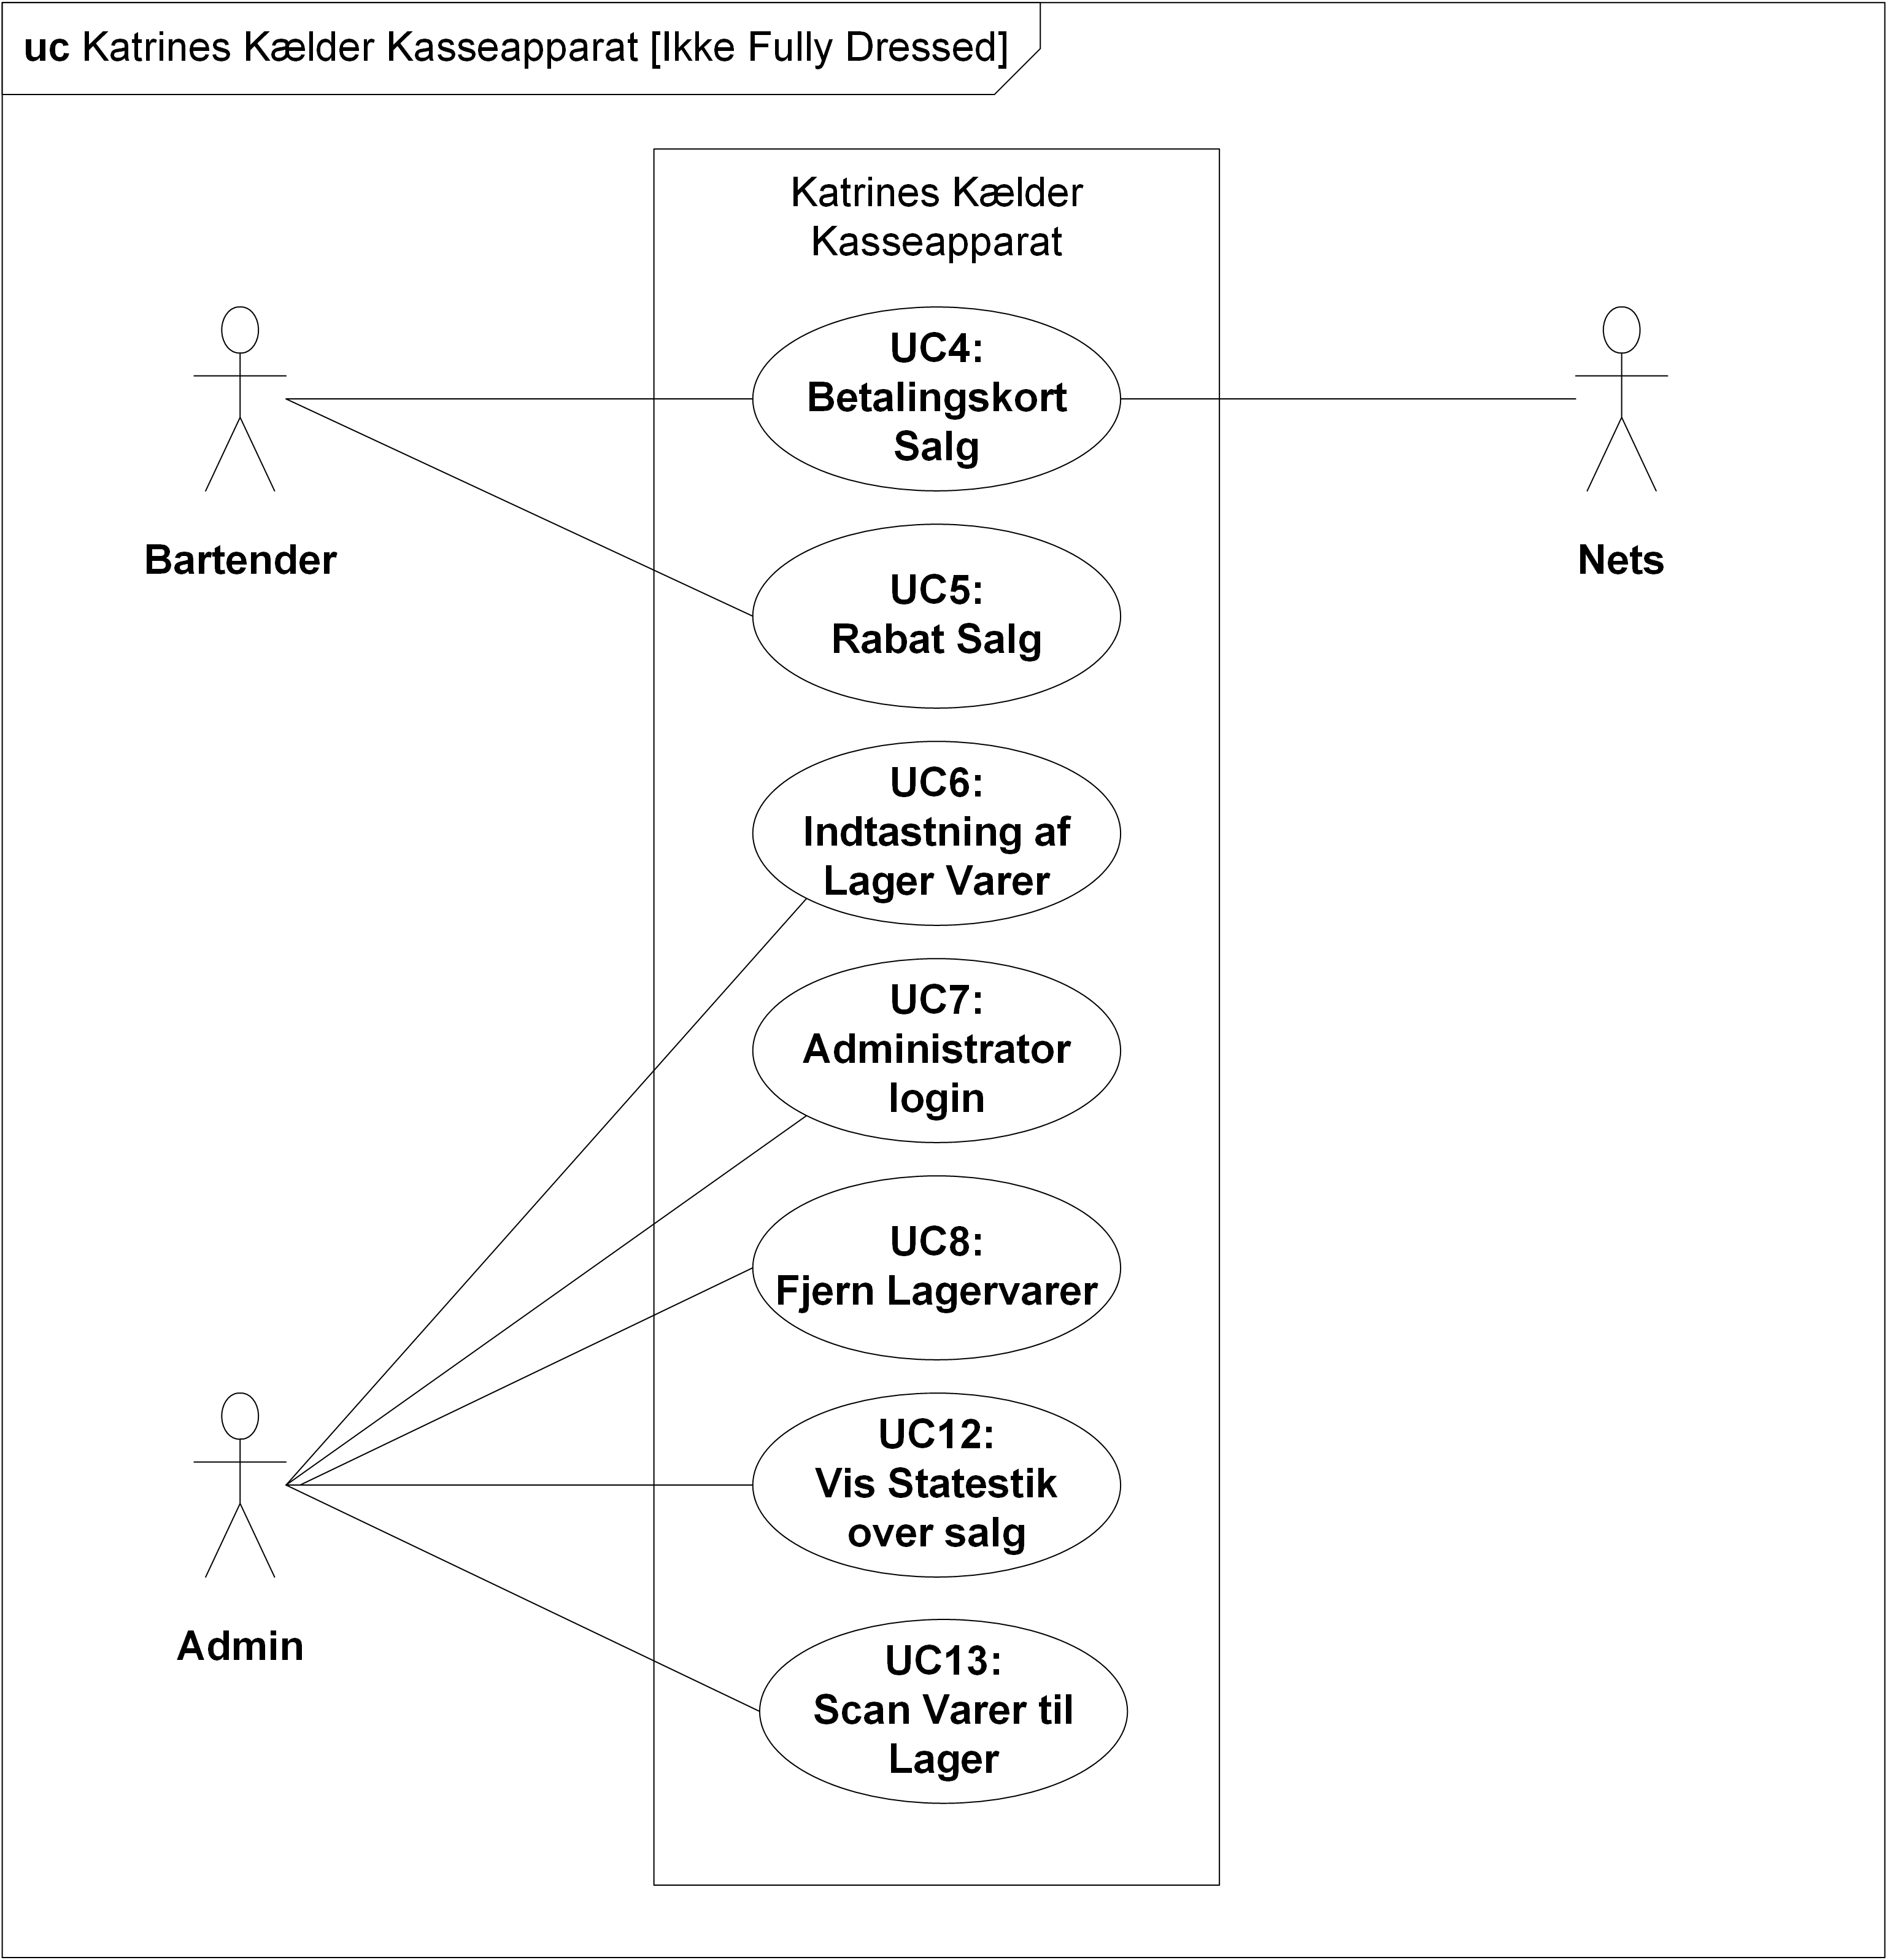 uc Katrines Kælder Kasseapparat [Ikke Fully Dressed]
Katrines Kælder
Kasseapparat
UC4:
Betalingskort
Salg
Bartender
Nets
UC5:
Rabat Salg
UC6:
Indtastning af
Lager Varer
UC7:
Administrator
login
UC8:
Fjern Lagervarer
UC12:
Vis Statestik
over salg
Admin
UC13:
Scan Varer til
Lager